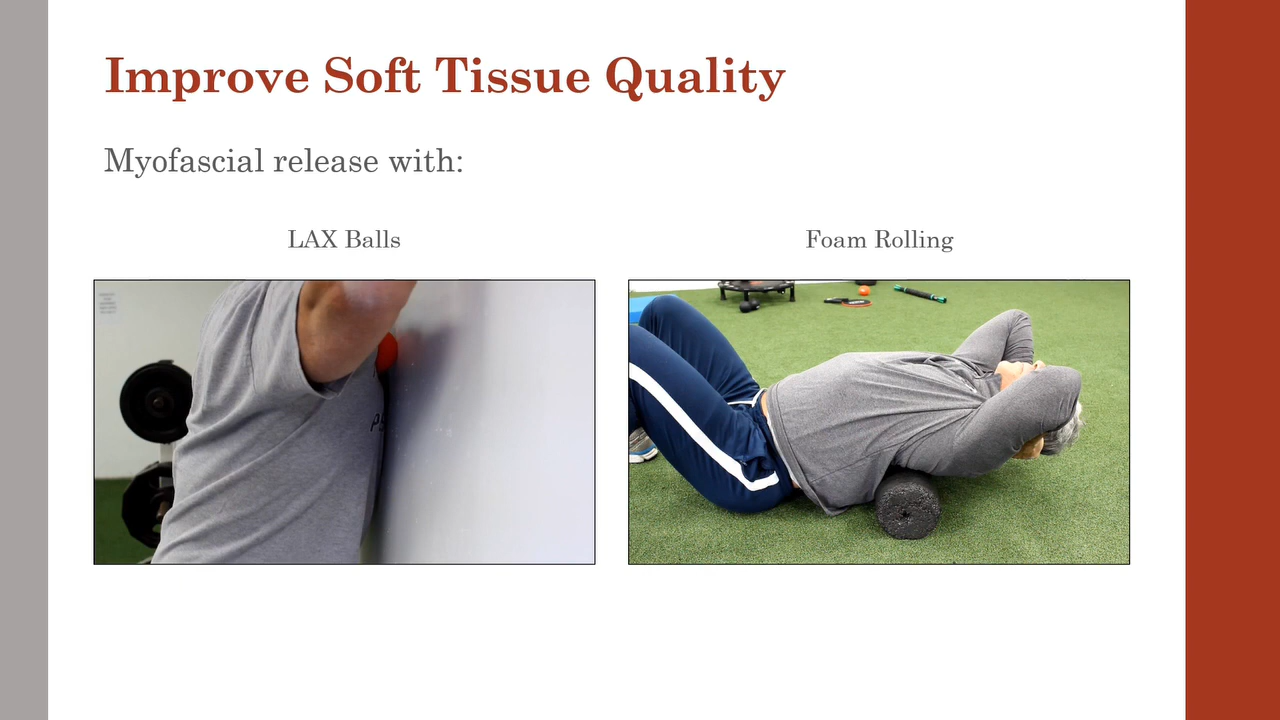 Improve Soft Tissue Quality
Myofascial release with:
LAX Balls
Foam Rolling